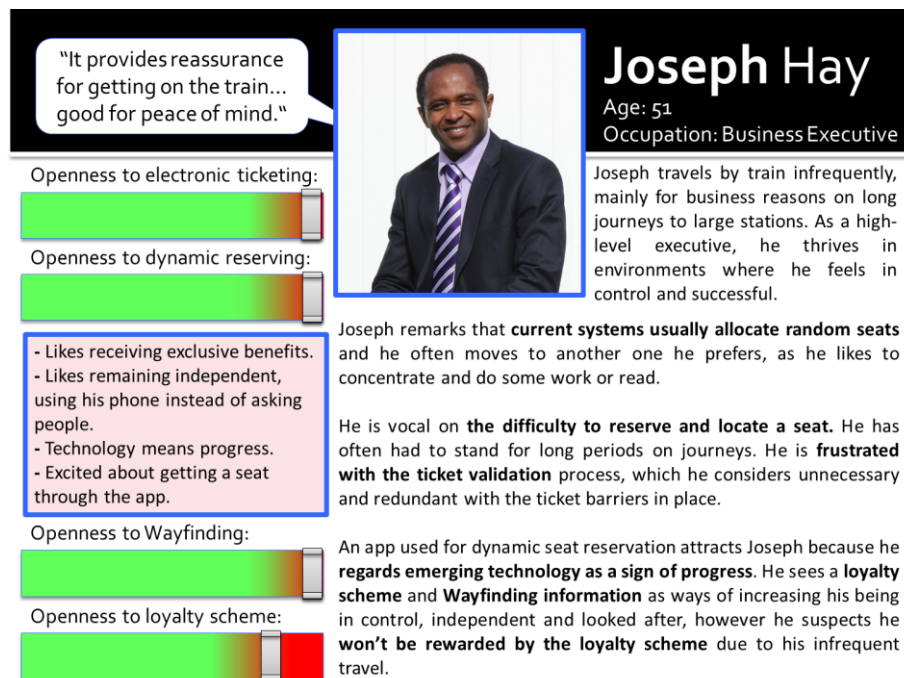 "It provides reassurance
for getting on the train...
good for peace of mind."
Joseph Hay
Age: 51
Occupation: Business Executive
Openness to electronic ticketing:
Openness to dynamic reserving:
- Likes receiving exclusive benefits.
- Likes remaining independent,
using his phone instead of asking
people.
- Technology means progress.
- Excited about getting a seat
through the app.
Openness to Wayfinding:
Openness to loyalty scheme:
Joseph travels by train infrequently,
mainly for business reasons on long
journeys to large stations. As a high-
level executive, he thrives in
environments where he feels in
control and successful.
Joseph remarks that current systems usually allocate random seats
and he often moves to another one he prefers, as he likes to
concentrate and do some work or read.
He is vocal on the difficulty to reserve and locate a seat. He has
often had to stand for long periods on journeys. He is frustrated
with the ticket validation process, which he considers unnecessary
and redundant with the ticket barriers in place.
An app used for dynamic seat reservation attracts Joseph because he
regards emerging technology as a sign of progress. He sees a loyalty
scheme and Wayfinding information as ways of increasing his being
in control, independent and looked after, however he suspects he
won't be rewarded by the loyalty scheme due to his infrequent
travel.